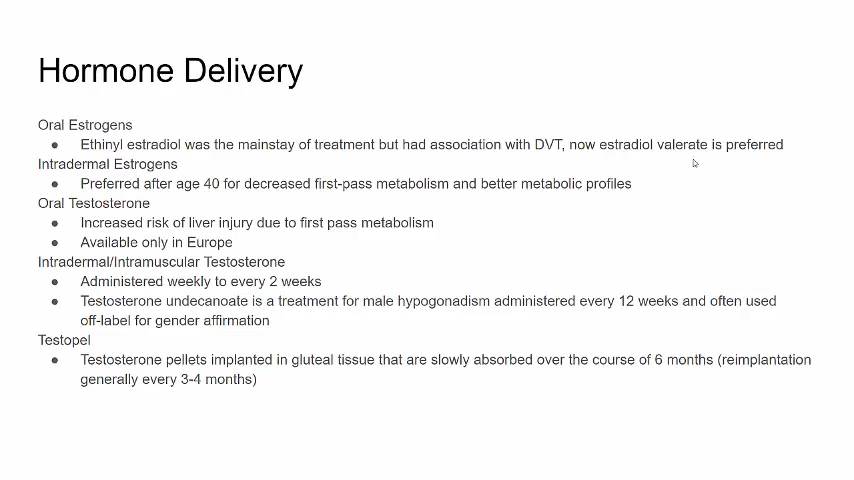 Hormone Delivery
Oral Estrogens
● Ethinyl estradiol was the mainstay of treatment but had association with DVT, now estradiol valerate is preferred
Intradermal Estrogens
● Preferred after age 40 for decreased first-pass metabolism and better metabolic profiles
Oral Testosterone
● Increased risk of liver injury due to first pass metabolism
● Available only in Europe
Intradermal/Intramuscular Testosterone
● Administered weekly to every 2 weeks
● Testosterone undecanoate is a treatment for male hypogonadism administered every 12 weeks and often used
off-label for gender affirmation
Testopel
● Testosterone pellets implanted in gluteal tissue that are slowly absorbed over the course of 6 months (reimplantation
generally every 3-4 months)